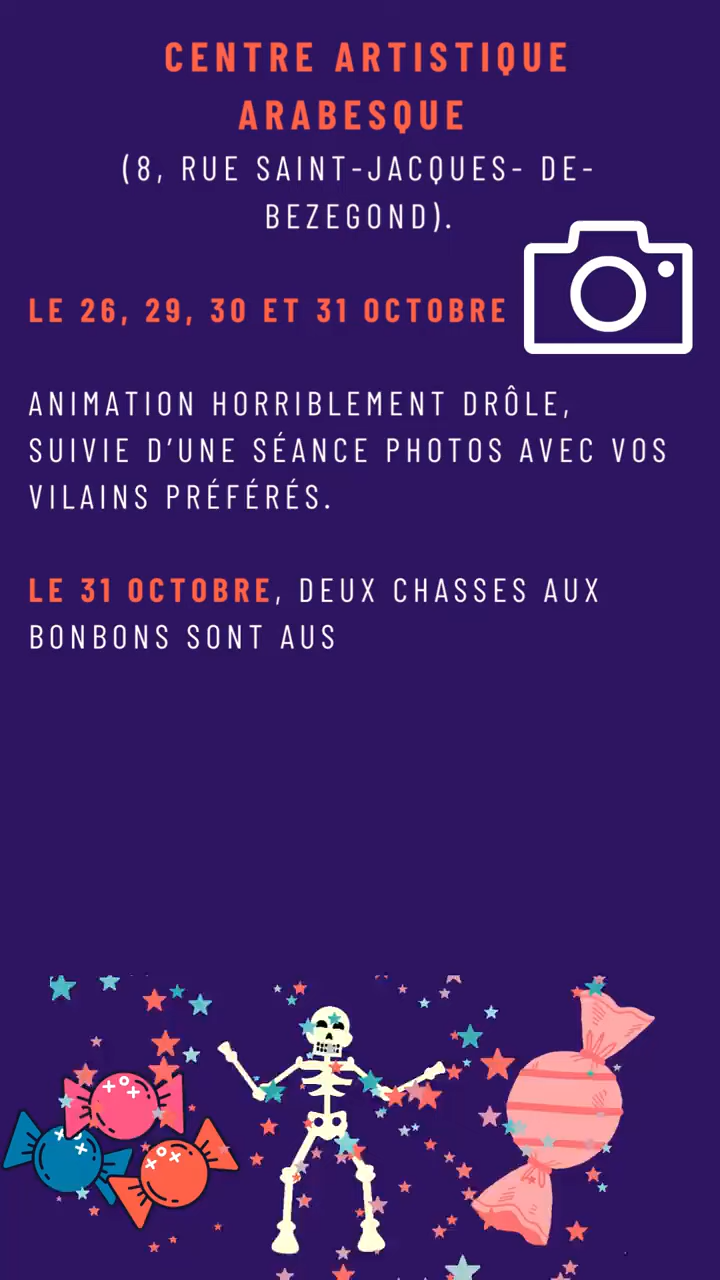 CENTRE ARTISTIQUE
ARABESQUE
(8, RUE SAINT-JACQUES- DE-
BEZEGOND).
LE 26, 29, 30 ET 31 OCTOBRE
ANIMATION HORRIBLEMENT DRÔLE,
SUIVIE D’UNE SÉANCE PHOTOS AVEC VOS
VILAINS PRÉFÉRÉS.
LE 31 OCTOBRE, DEUX CHASSES AUX
BONBONS SONT AUS